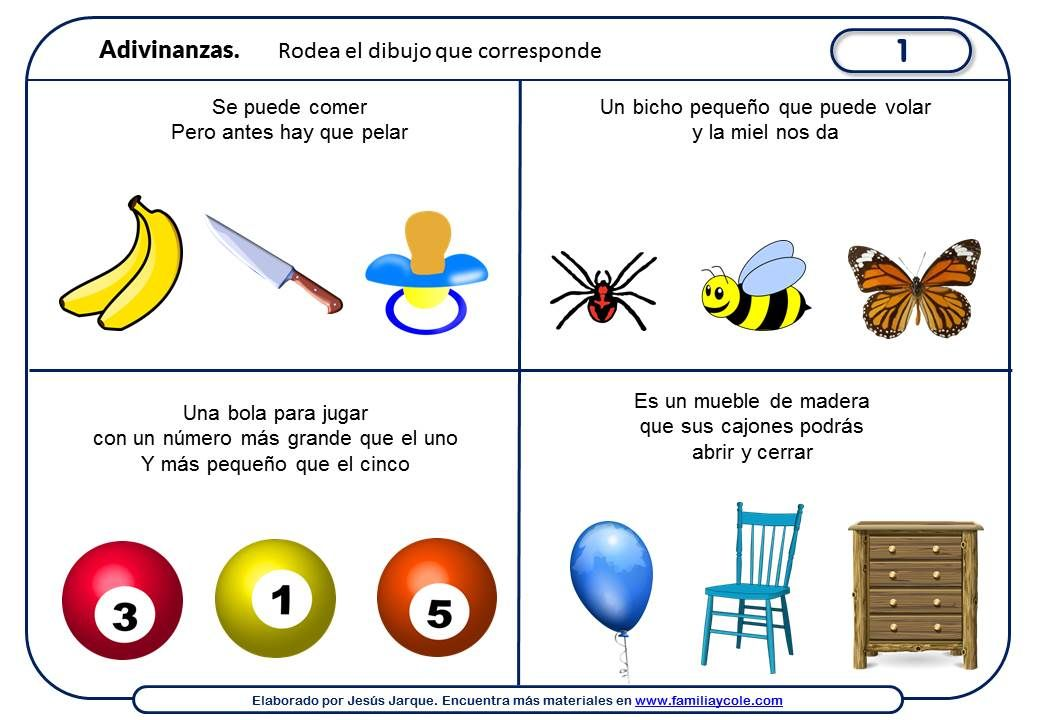 Adivinanzas. Rodea el dibujo que corresponde
1
Se puede comer
Pero antes hay que pelar
Un bicho pequeño que puede volar
y la miel nos da
Una bola para jugar
con un número más grande que el uno
Y más pequeño que el cinco
3
1
5
Es un mueble de madera
que sus cajones podrás
abrir y cerrar
Elaborado por Jesús Jarque. Encuentra más materiales en www.familiaycole.com